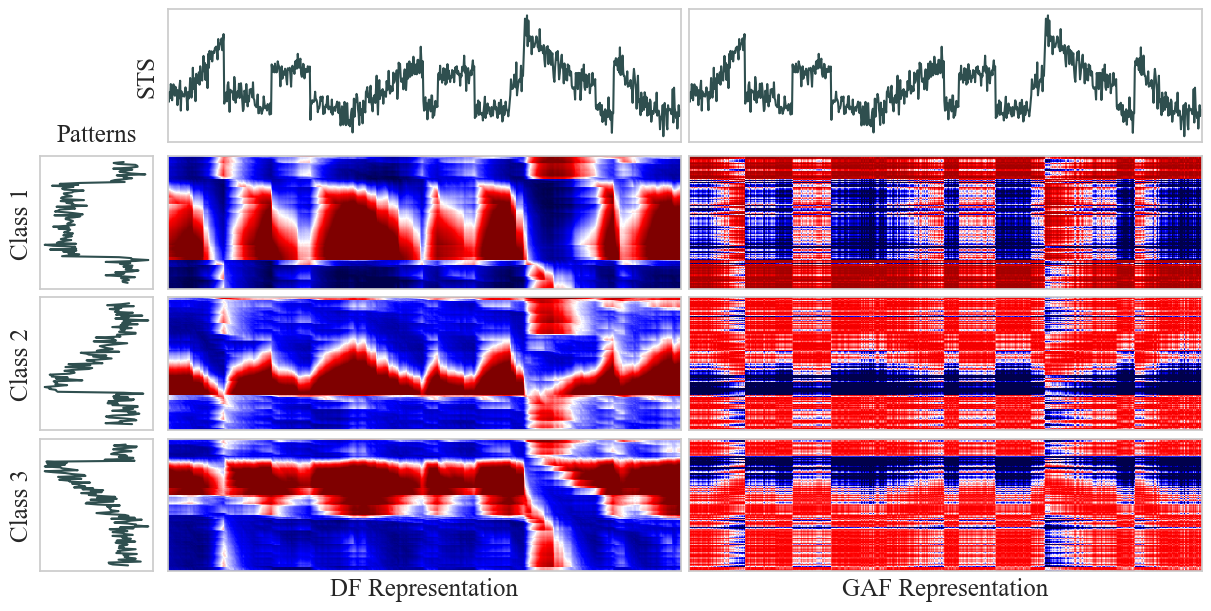 STS
Patterns
Class 1
Class 2
Class 3
DF Representation
GAF Representation